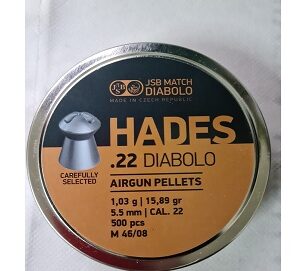 JSB
JSB MATCH
DIABOLO
MADE IN CZECH REPUBLIC
HADES
.22 DIABOLO
CAREFULLY
SELECTED
AIRGUN PELLETS
1,03 g | 15,89 gr
5.5 mm | CAL. 22
500 pcs
M 46/08